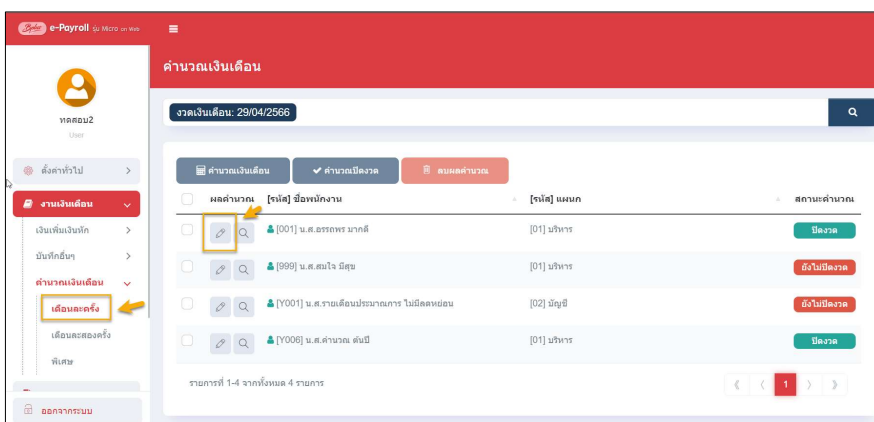 e-Payroll รุ่น Micro on Web
คำนวณเงินเดือน
ทดสอบ2
User
งวดเงินเดือน: 29/04/2566
ตั้งค่าทั่วไป
งานเงินเดือน
เงินเพิ่มเงินหัก
บันทึกอื่นๆ
คำนวณเงินเดือน
เดือนละครั้ง
เดือนละสองครั้ง
พิเศษ
ออกจากระบบ
คำนวณเงินเดือน คำนวณปิดงวด ลบผลคำนวณ
ผลคำนวณ [รหัส] ชื่อพนักงาน [รหัส] แผนก สถานะคำนวณ
[001] น.ส.อรรถพร มากดี [01] บริหาร ปิดงวด
[999] น.ส.สมใจ มีสุข [01] บริหาร ยังไม่ปิดงวด
[Y001] น.ส.รายเดือนประมาณการ ไม่มีลดหย่อน [02] บัญชี ยังไม่ปิดงวด
[Y006] น.ส.คำนวณ ต้นปี [01] บริหาร ปิดงวด
รายการที่ 1-4 จากทั้งหมด 4 รายการ
1